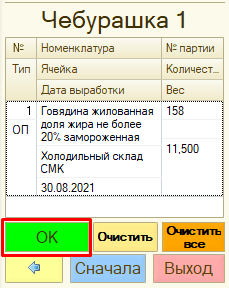 Чебурашка 1
№ Номенклатура № партии
Тип Ячейка Количест...
Дата выработки Вес
1 Говядина жилованная 158
ОП доля жира не более
20% замороженная
Холодильный склад 11,500
СМК
30.08.2021
OK Очистить Очистить
все
Сначала Выход